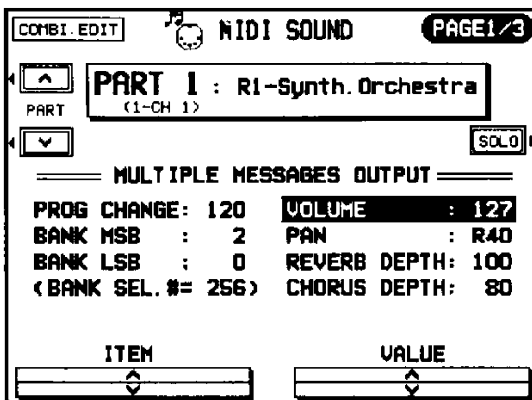 COMBI.EDIT MIDI SOUND PAGE1/3
PART 1 : R1-Synth.Orchestra
PART (1-CH 1)
SOLO
MULTIPLE MESSAGES OUTPUT
PROG CHANGE: 120 VOLUME : 127
BANK MSB : 2 PAN : R40
BANK LSB : 0 REVERB DEPTH: 100
(BANK SEL.#= 256) CHORUS DEPTH: 80
ITEM VALUE